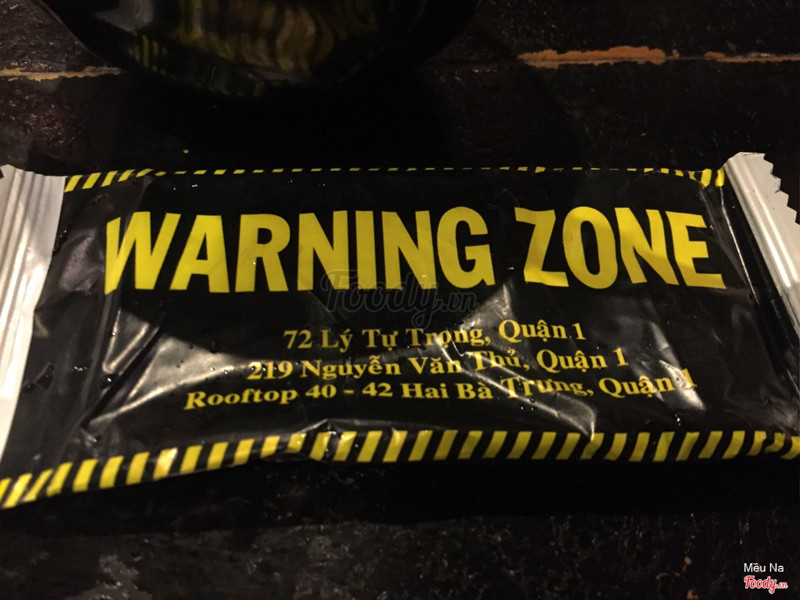 WARNING ZONE
Foody.vn
72 Lý Tự Trọng, Quận 1
219 Nguyễn Văn Thủ, Quận 1
Rooftop 40 - 42 Hai Bà Trưng, Quận 1
Mều Na
Foody.vn